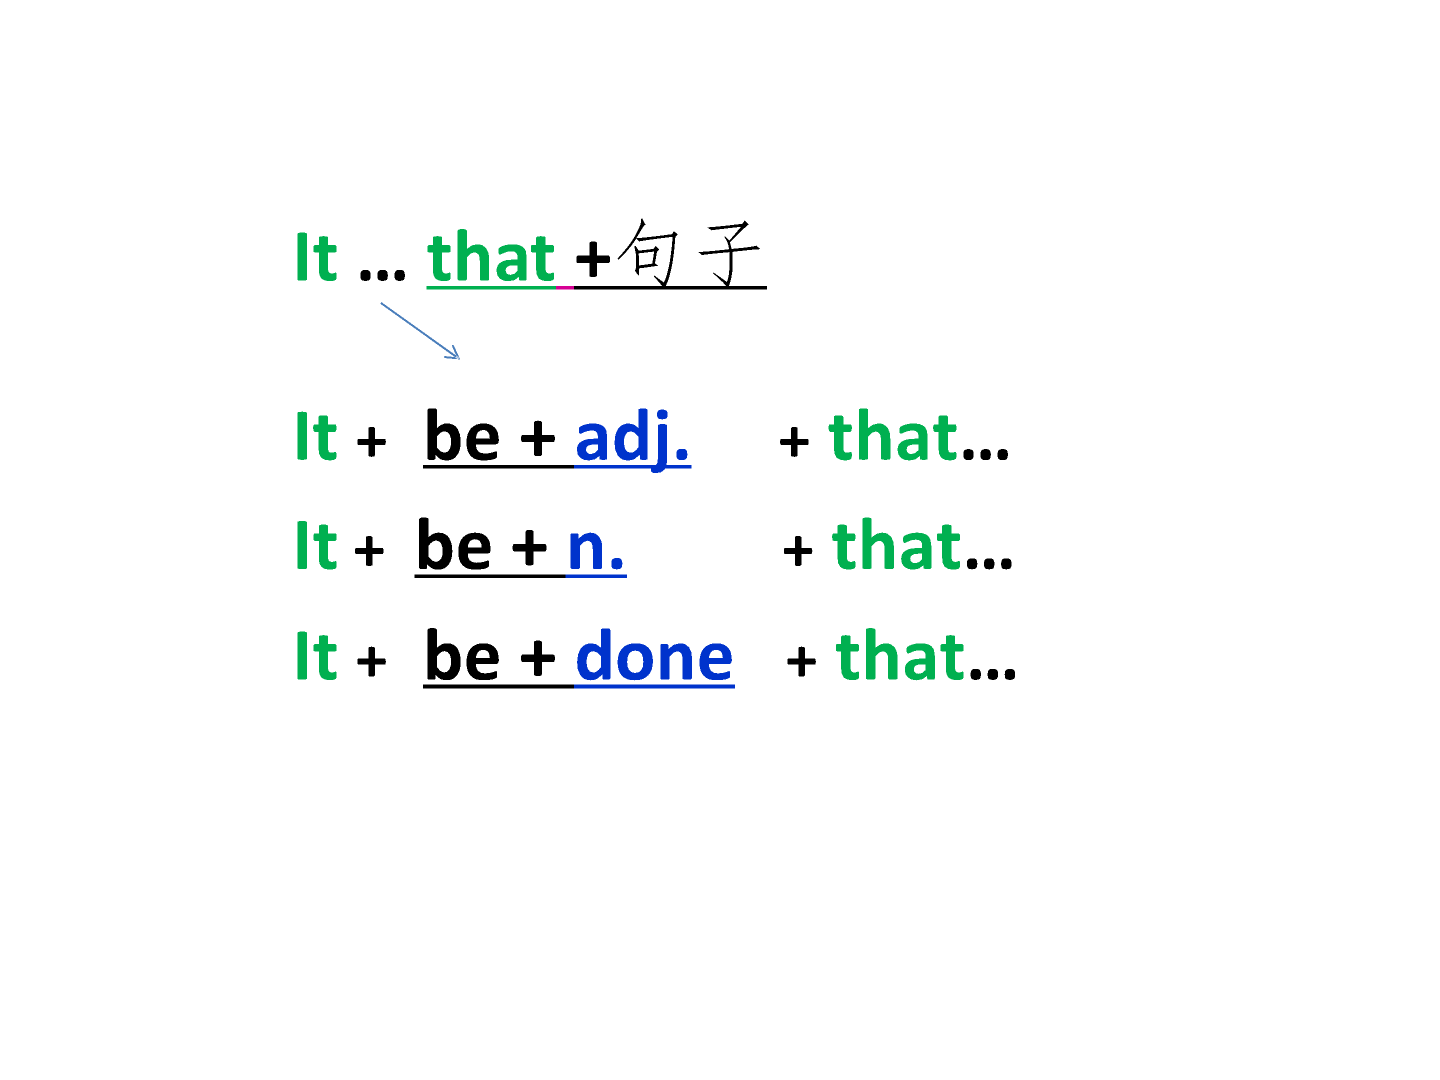 It … that +句子
It + be + adj. + that…
It + be + n. + that…
It + be + done + that…